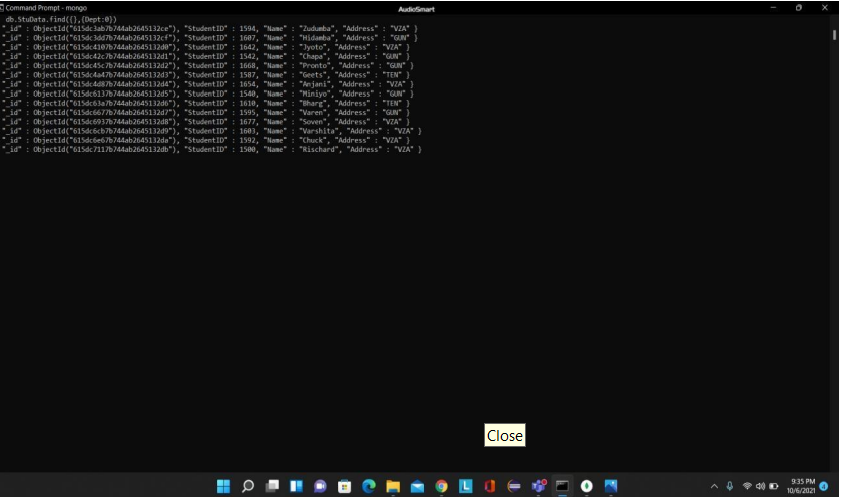 Command Prompt - mongo
AudioSmart
db.StuData.find({},{Dept:0})
"_id" : ObjectId("615dc3ab7b744ab2645132ce"), "StudentID" : 1594, "Name" : "Zudumba", "Address" : "VZA" }
"_id" : ObjectId("615dc3dd7b744ab2645132cf"), "StudentID" : 1607, "Name" : "Hidamba", "Address" : "GUN" }
"_id" : ObjectId("615dc4107b744ab2645132d0"), "StudentID" : 1642, "Name" : "Jyoto", "Address" : "VZA" }
"_id" : ObjectId("615dc42c7b744ab2645132d1"), "StudentID" : 1542, "Name" : "Chapa", "Address" : "GUN" }
"_id" : ObjectId("615dc45c7b744ab2645132d2"), "StudentID" : 1668, "Name" : "Pronto", "Address" : "GUN" }
"_id" : ObjectId("615dc4a47b744ab2645132d3"), "StudentID" : 1587, "Name" : "Geets", "Address" : "TEN" }
"_id" : ObjectId("615dc4d87b744ab2645132d4"), "StudentID" : 1654, "Name" : "Anjani", "Address" : "VZA" }
"_id" : ObjectId("615dc6137b744ab2645132d5"), "StudentID" : 1540, "Name" : "Miniyo", "Address" : "GUN" }
"_id" : ObjectId("615dc63a7b744ab2645132d6"), "StudentID" : 1610, "Name" : "Bharg", "Address" : "TEN" }
"_id" : ObjectId("615dc6677b744ab2645132d7"), "StudentID" : 1595, "Name" : "Varen", "Address" : "GUN" }
"_id" : ObjectId("615dc6937b744ab2645132d8"), "StudentID" : 1677, "Name" : "Soven", "Address" : "VZA" }
"_id" : ObjectId("615dc6cb7b744ab2645132d9"), "StudentID" : 1603, "Name" : "Varshita", "Address" : "VZA" }
"_id" : ObjectId("615dc6e67b744ab2645132da"), "StudentID" : 1592, "Name" : "Chuck", "Address" : "VZA" }
"_id" : ObjectId("615dc7117b744ab2645132db"), "StudentID" : 1500, "Name" : "Rischard", "Address" : "VZA" }
Close
9:35 PM
10/6/2021